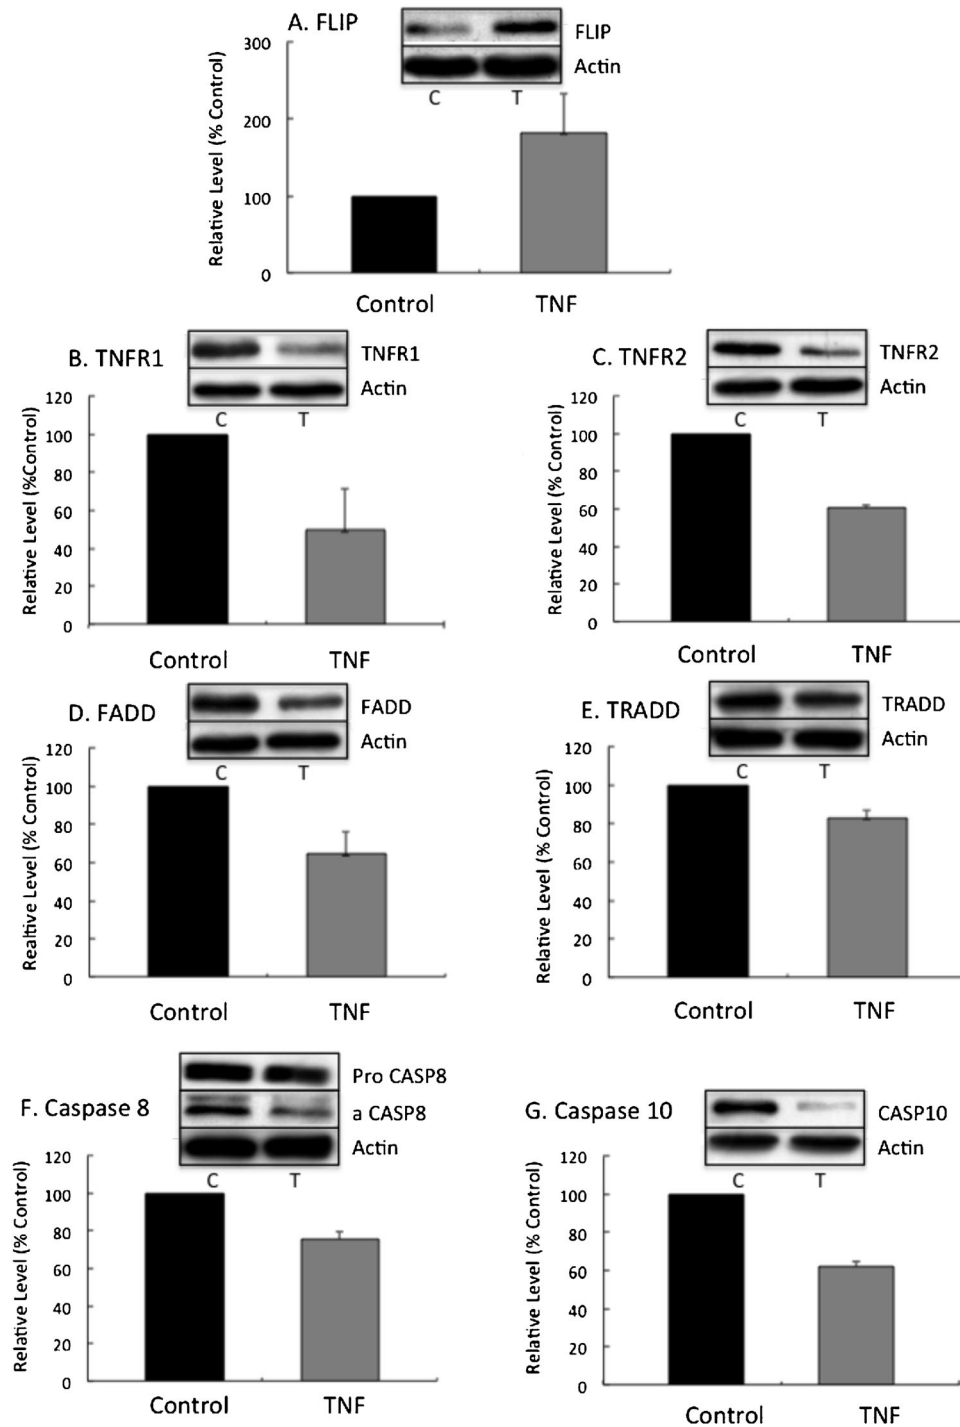 A. FLIP
FLIP
Actin
C T
Relative Level (% Control)
300
200
100
0
Control TNF
B. TNFR1
TNFR1
Actin
C T
Relative Level (%Control)
120
100
80
60
40
20
0
Control TNF
C. TNFR2
TNFR2
Actin
C T
Relative Level (% Control)
120
100
80
60
40
20
0
Control TNF
D. FADD
FADD
Actin
C T
Realtive Level (% Control)
120
100
80
60
40
20
0
Control TNF
E. TRADD
TRADD
Actin
C T
Relative Level (% Control)
120
100
80
60
40
20
0
Control TNF
F. Caspase 8
Pro CASP8
a CASP8
Actin
C T
Relative Level (% Control)
120
100
80
60
40
20
0
Control TNF
G. Caspase 10
CASP10
Actin
C T
Relative Level (% Control)
120
100
80
60
40
20
0
Control TNF